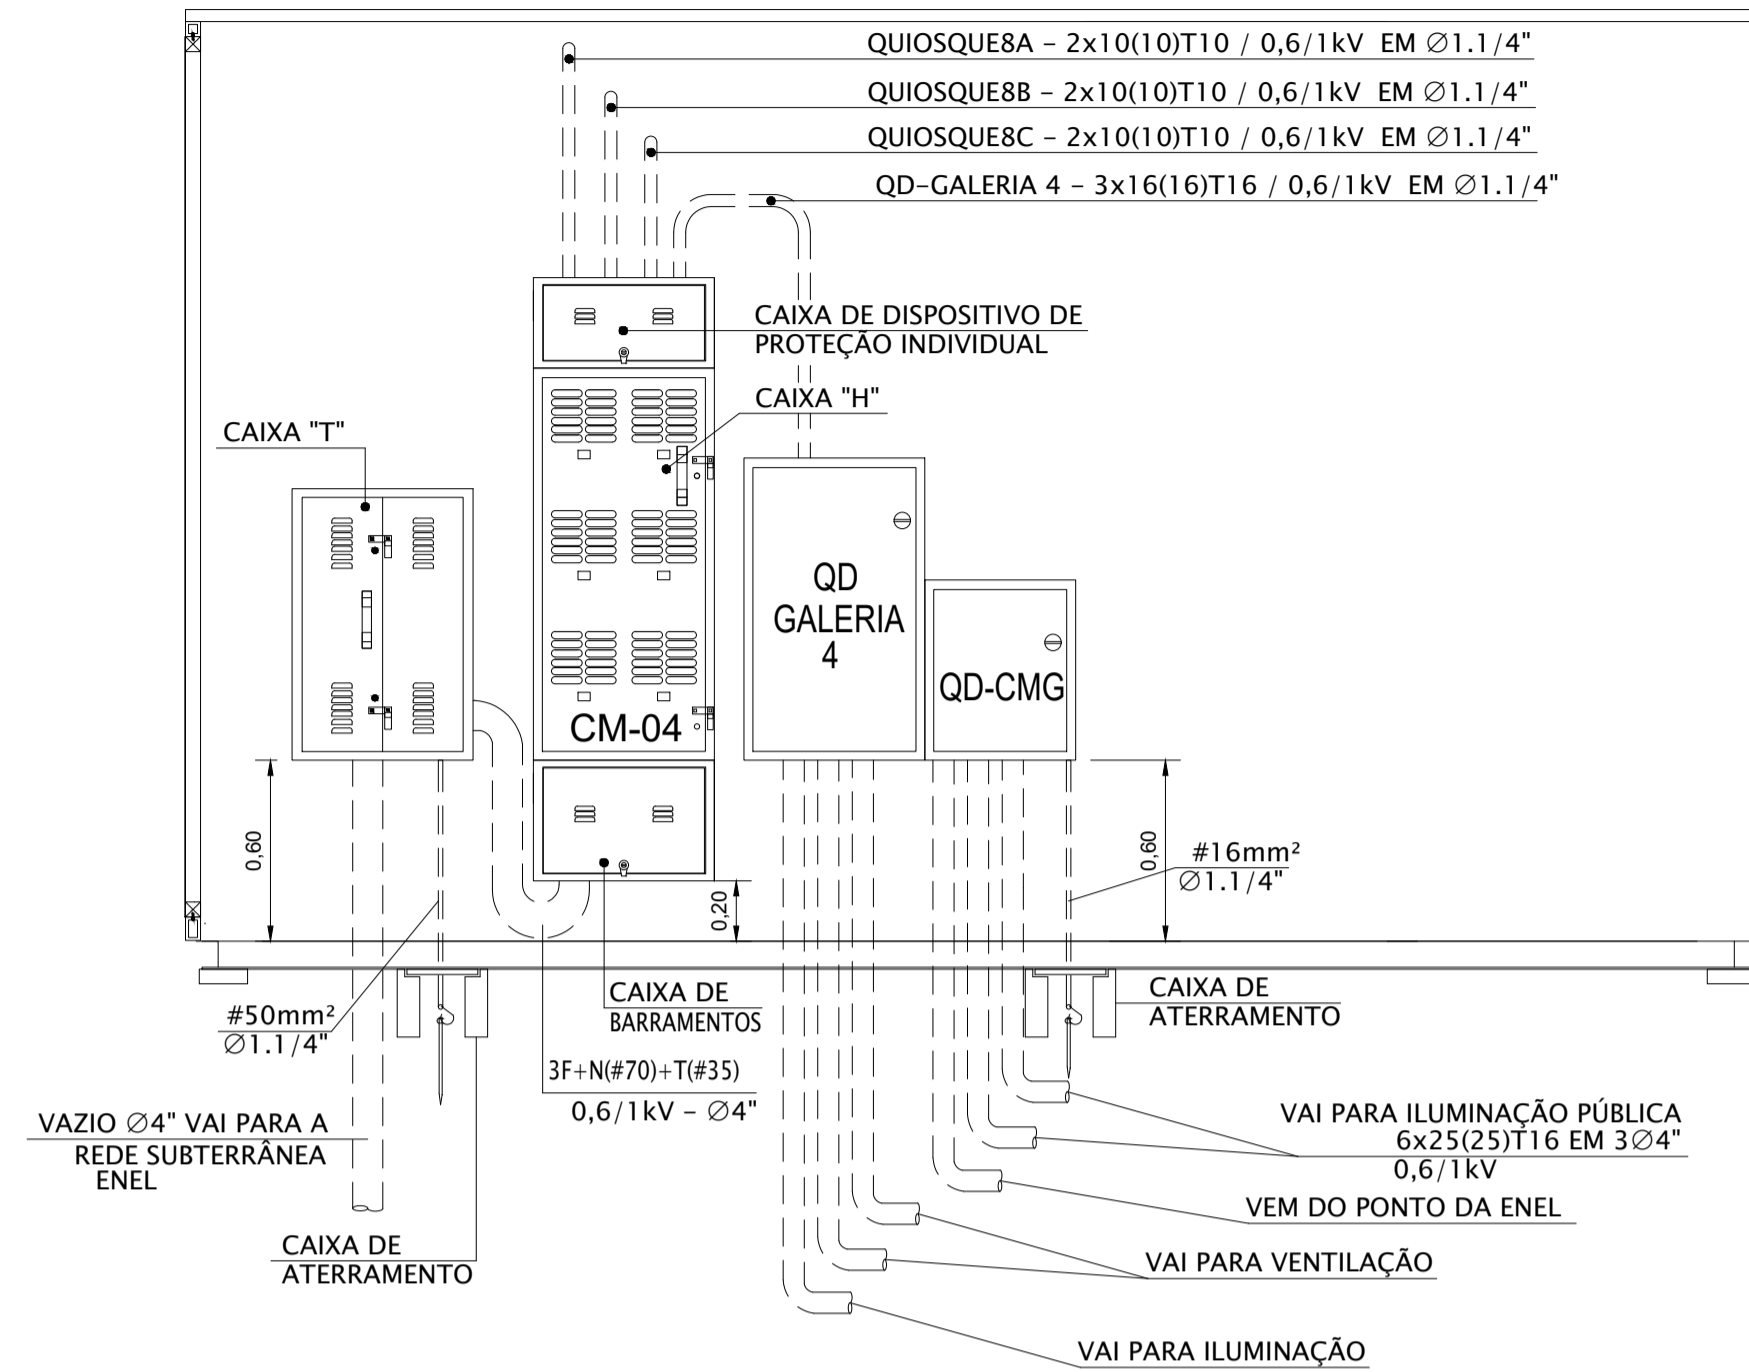 QUIOSQUE8A - 2x10(10)T10 / 0,6/1kV EM ∅1.1/4"
QUIOSQUE8B - 2x10(10)T10 / 0,6/1kV EM ∅1.1/4"
QUIOSQUE8C - 2x10(10)T10 / 0,6/1kV EM ∅1.1/4"
QD-GALERIA 4 - 3x16(16)T16 / 0,6/1kV EM ∅1.1/4"
CAIXA DE DISPOSITIVO DE
PROTEÇÃO INDIVIDUAL
CAIXA "H"
CAIXA "T"
QD
GALERIA
4
QD-CMG
CM-04
0,60
0,20
0,60
#16mm²
∅1.1/4"
#50mm²
∅1.1/4"
CAIXA DE
BARRAMENTOS
CAIXA DE
ATERRAMENTO
3F+N(#70)+T(#35)
0,6/1kV - ∅4"
VAZIO ∅4" VAI PARA A
REDE SUBTERRÂNEA
ENEL
VAI PARA ILUMINAÇÃO PÚBLICA
6x25(25)T16 EM 3∅4"
0,6/1kV
VEM DO PONTO DA ENEL
CAIXA DE
ATERRAMENTO
VAI PARA VENTILAÇÃO
VAI PARA ILUMINAÇÃO